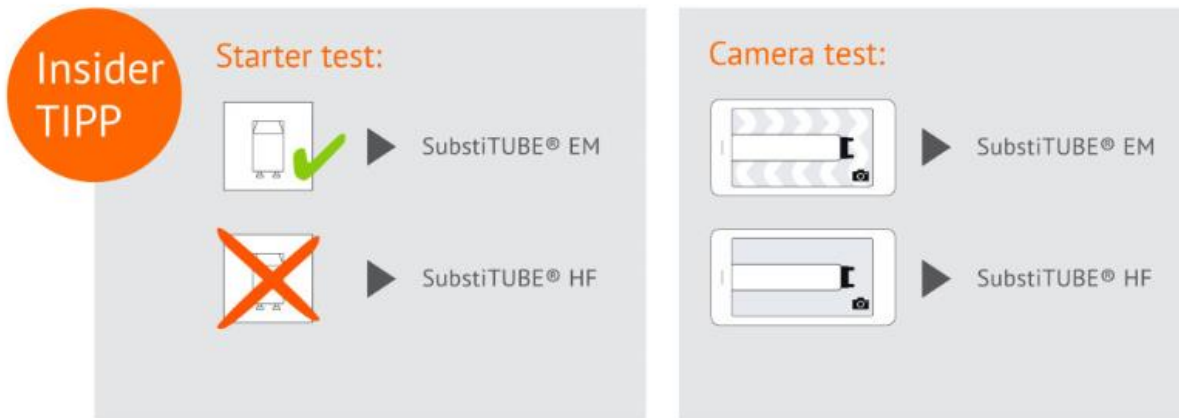 Insider
TIPP
Starter test:
SubstiTUBE® EM
SubstiTUBE® HF
Camera test:
SubstiTUBE® EM
SubstiTUBE® HF